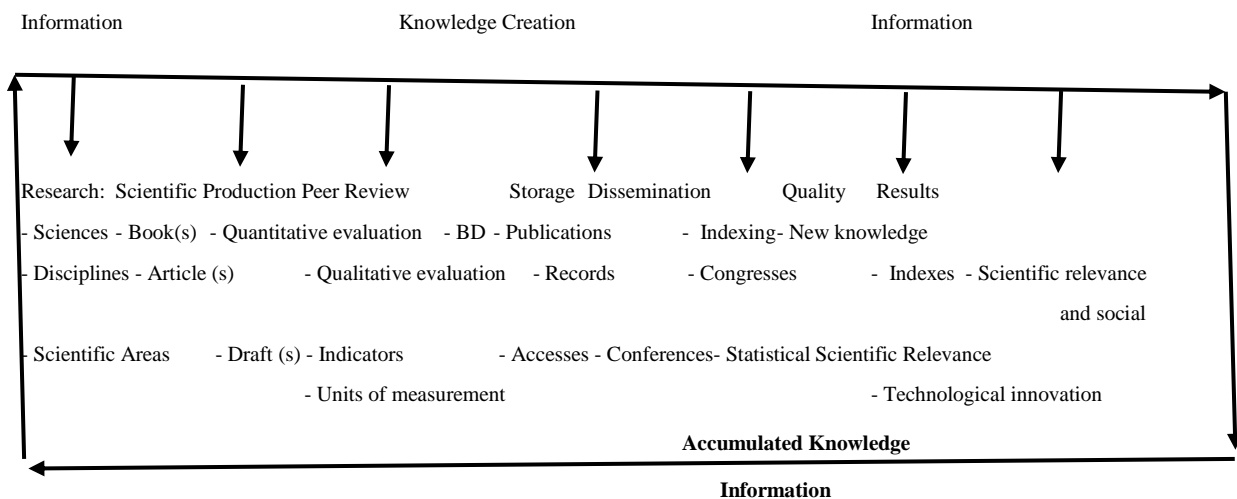 Information Knowledge Creation Information
Research: Scientific Production Peer Review Storage Dissemination Quality Results
- Sciences - Book(s) - Quantitative evaluation - BD - Publications - Indexing- New knowledge
- Disciplines - Article (s) - Qualitative evaluation - Records - Congresses - Indexes - Scientific relevance
and social
- Scientific Areas - Draft (s) - Indicators - Accesses - Conferences- Statistical Scientific Relevance
- Units of measurement - Technological innovation
Accumulated Knowledge
Information